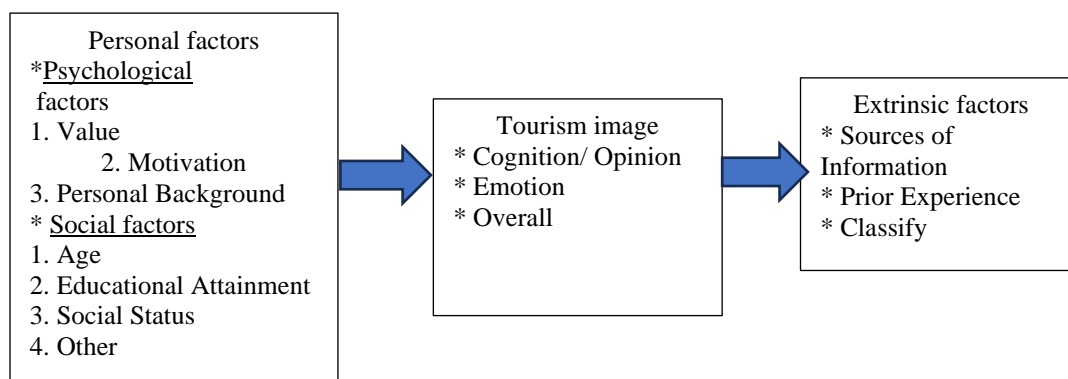 Personal factors
*Psychological
factors
1. Value
2. Motivation
3. Personal Background
* Social factors
1. Age
2. Educational Attainment
3. Social Status
4. Other
Tourism image
* Cognition/ Opinion
* Emotion
* Overall
Extrinsic factors
* Sources of
Information
* Prior Experience
* Classify